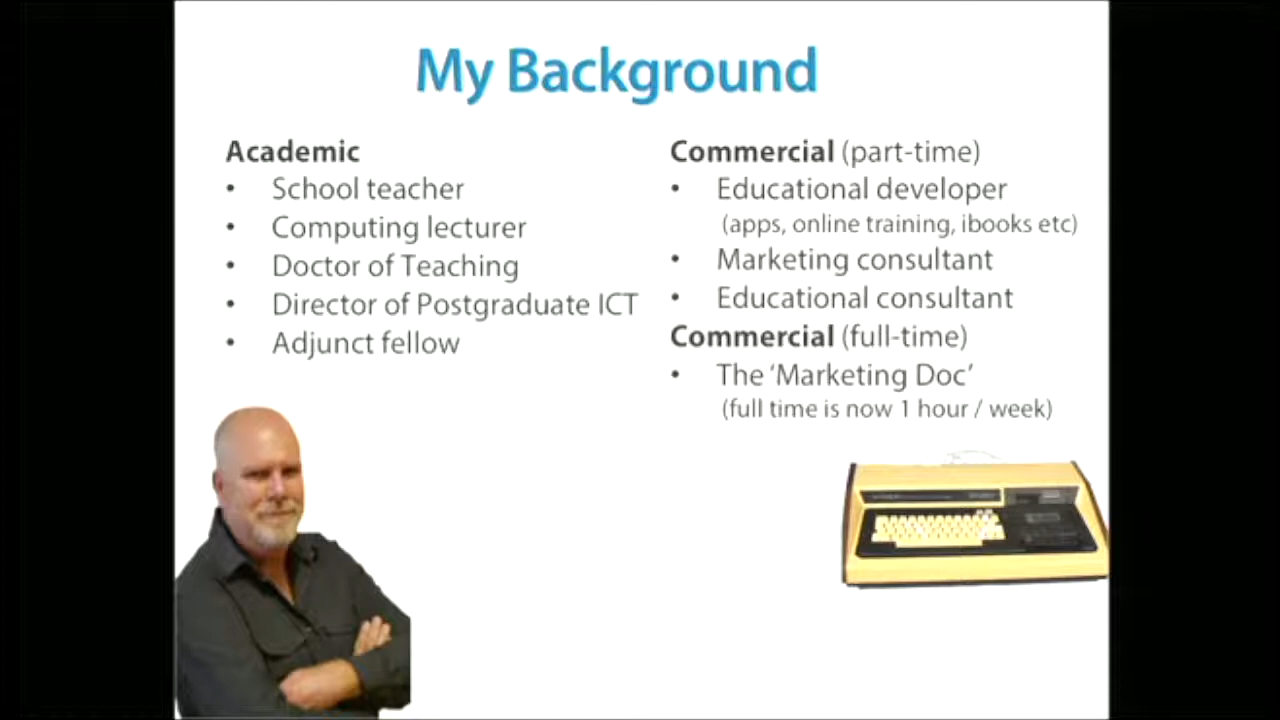 My Background
Academic
• School teacher
• Computing lecturer
• Doctor of Teaching
• Director of Postgraduate ICT
• Adjunct fellow
Commercial (part-time)
• Educational developer
(apps, online training, ibooks etc)
• Marketing consultant
• Educational consultant
Commercial (full-time)
• The ‘Marketing Doc’
(full time is now 1 hour / week)